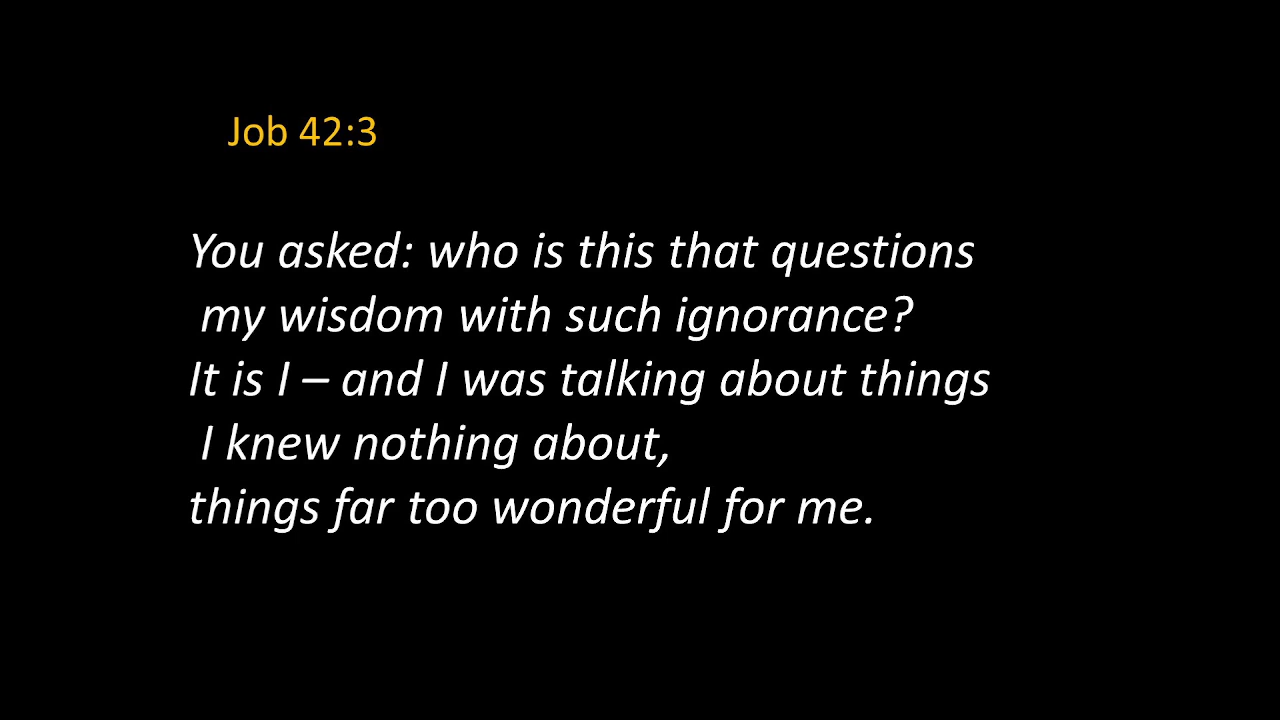 Job 42:3
You asked: who is this that questions
my wisdom with such ignorance?
It is I – and I was talking about things
I knew nothing about,
things far too wonderful for me.